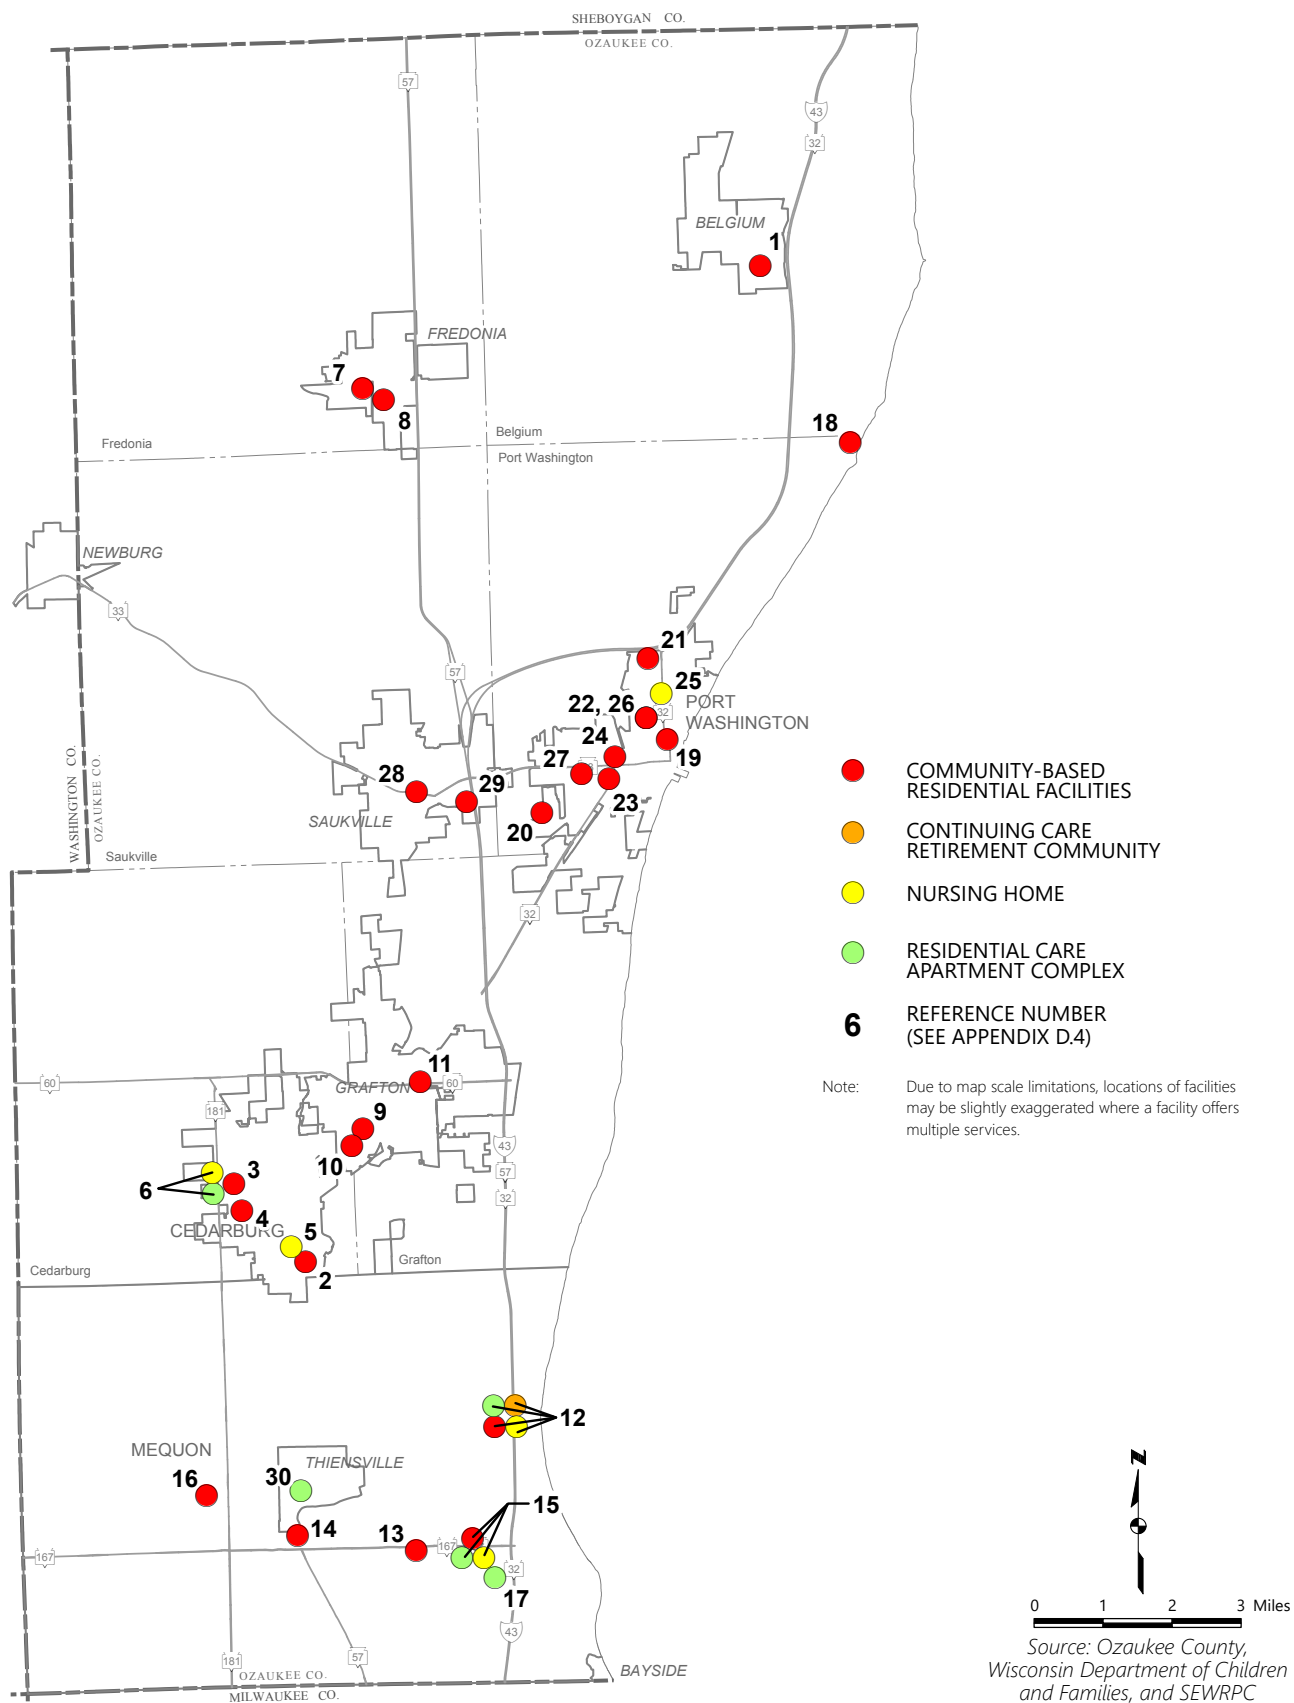 SHEBOYGAN CO.
OZAUKEE CO.
57
43
32
BELGIUM
1
FREDONIA
7
8
18
Fredonia
Belgium
Port Washington
NEWBURG
33
21
57
25
22, 26
32
PORT
WASHINGTON
24
19
27
28
29
23
20
SAUKVILLE
WASHINGTON CO.
OZAUKEE CO.
Saukville
32
COMMUNITY-BASED
RESIDENTIAL FACILITIES
CONTINUING CARE
RETIREMENT COMMUNITY
NURSING HOME
RESIDENTIAL CARE
APARTMENT COMPLEX
6
REFERENCE NUMBER
(SEE APPENDIX D.4)
Note:
Due to map scale limitations, locations of facilities
may be slightly exaggerated where a facility offers
multiple services.
11
60
GRAFTON
60
181
9
10
43
57
32
3
6
4
CEDARBURG
5
2
Cedarburg
Grafton
12
MEQUON
THIENSVILLE
16
30
15
14
13
167
167
32
17
43
181
57
OZAUKEE CO.
MILWAUKEE CO.
BAYSIDE
N
0 1 2 3 Miles
Source: Ozaukee County,
Wisconsin Department of Children
and Families, and SEWRPC